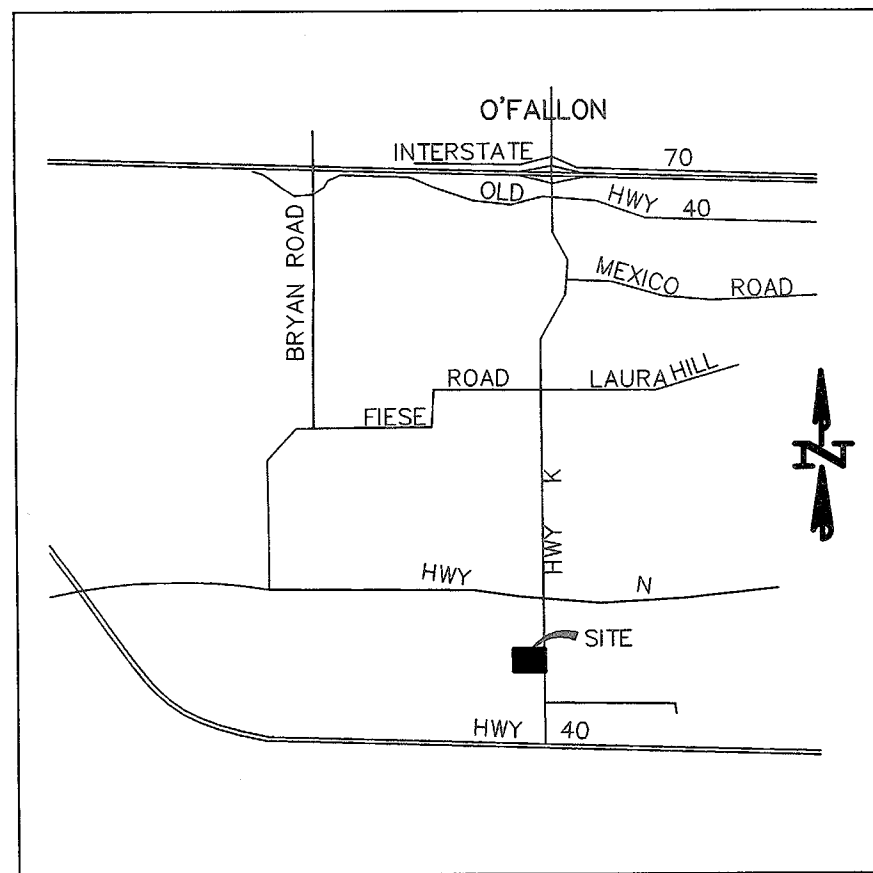 O'FALLON
INTERSTATE 70
OLD HWY 40
BRYAN ROAD
MEXICO ROAD
ROAD LAURA HILL
FIESE
N
HWY K
HWY N
SITE
HWY 40